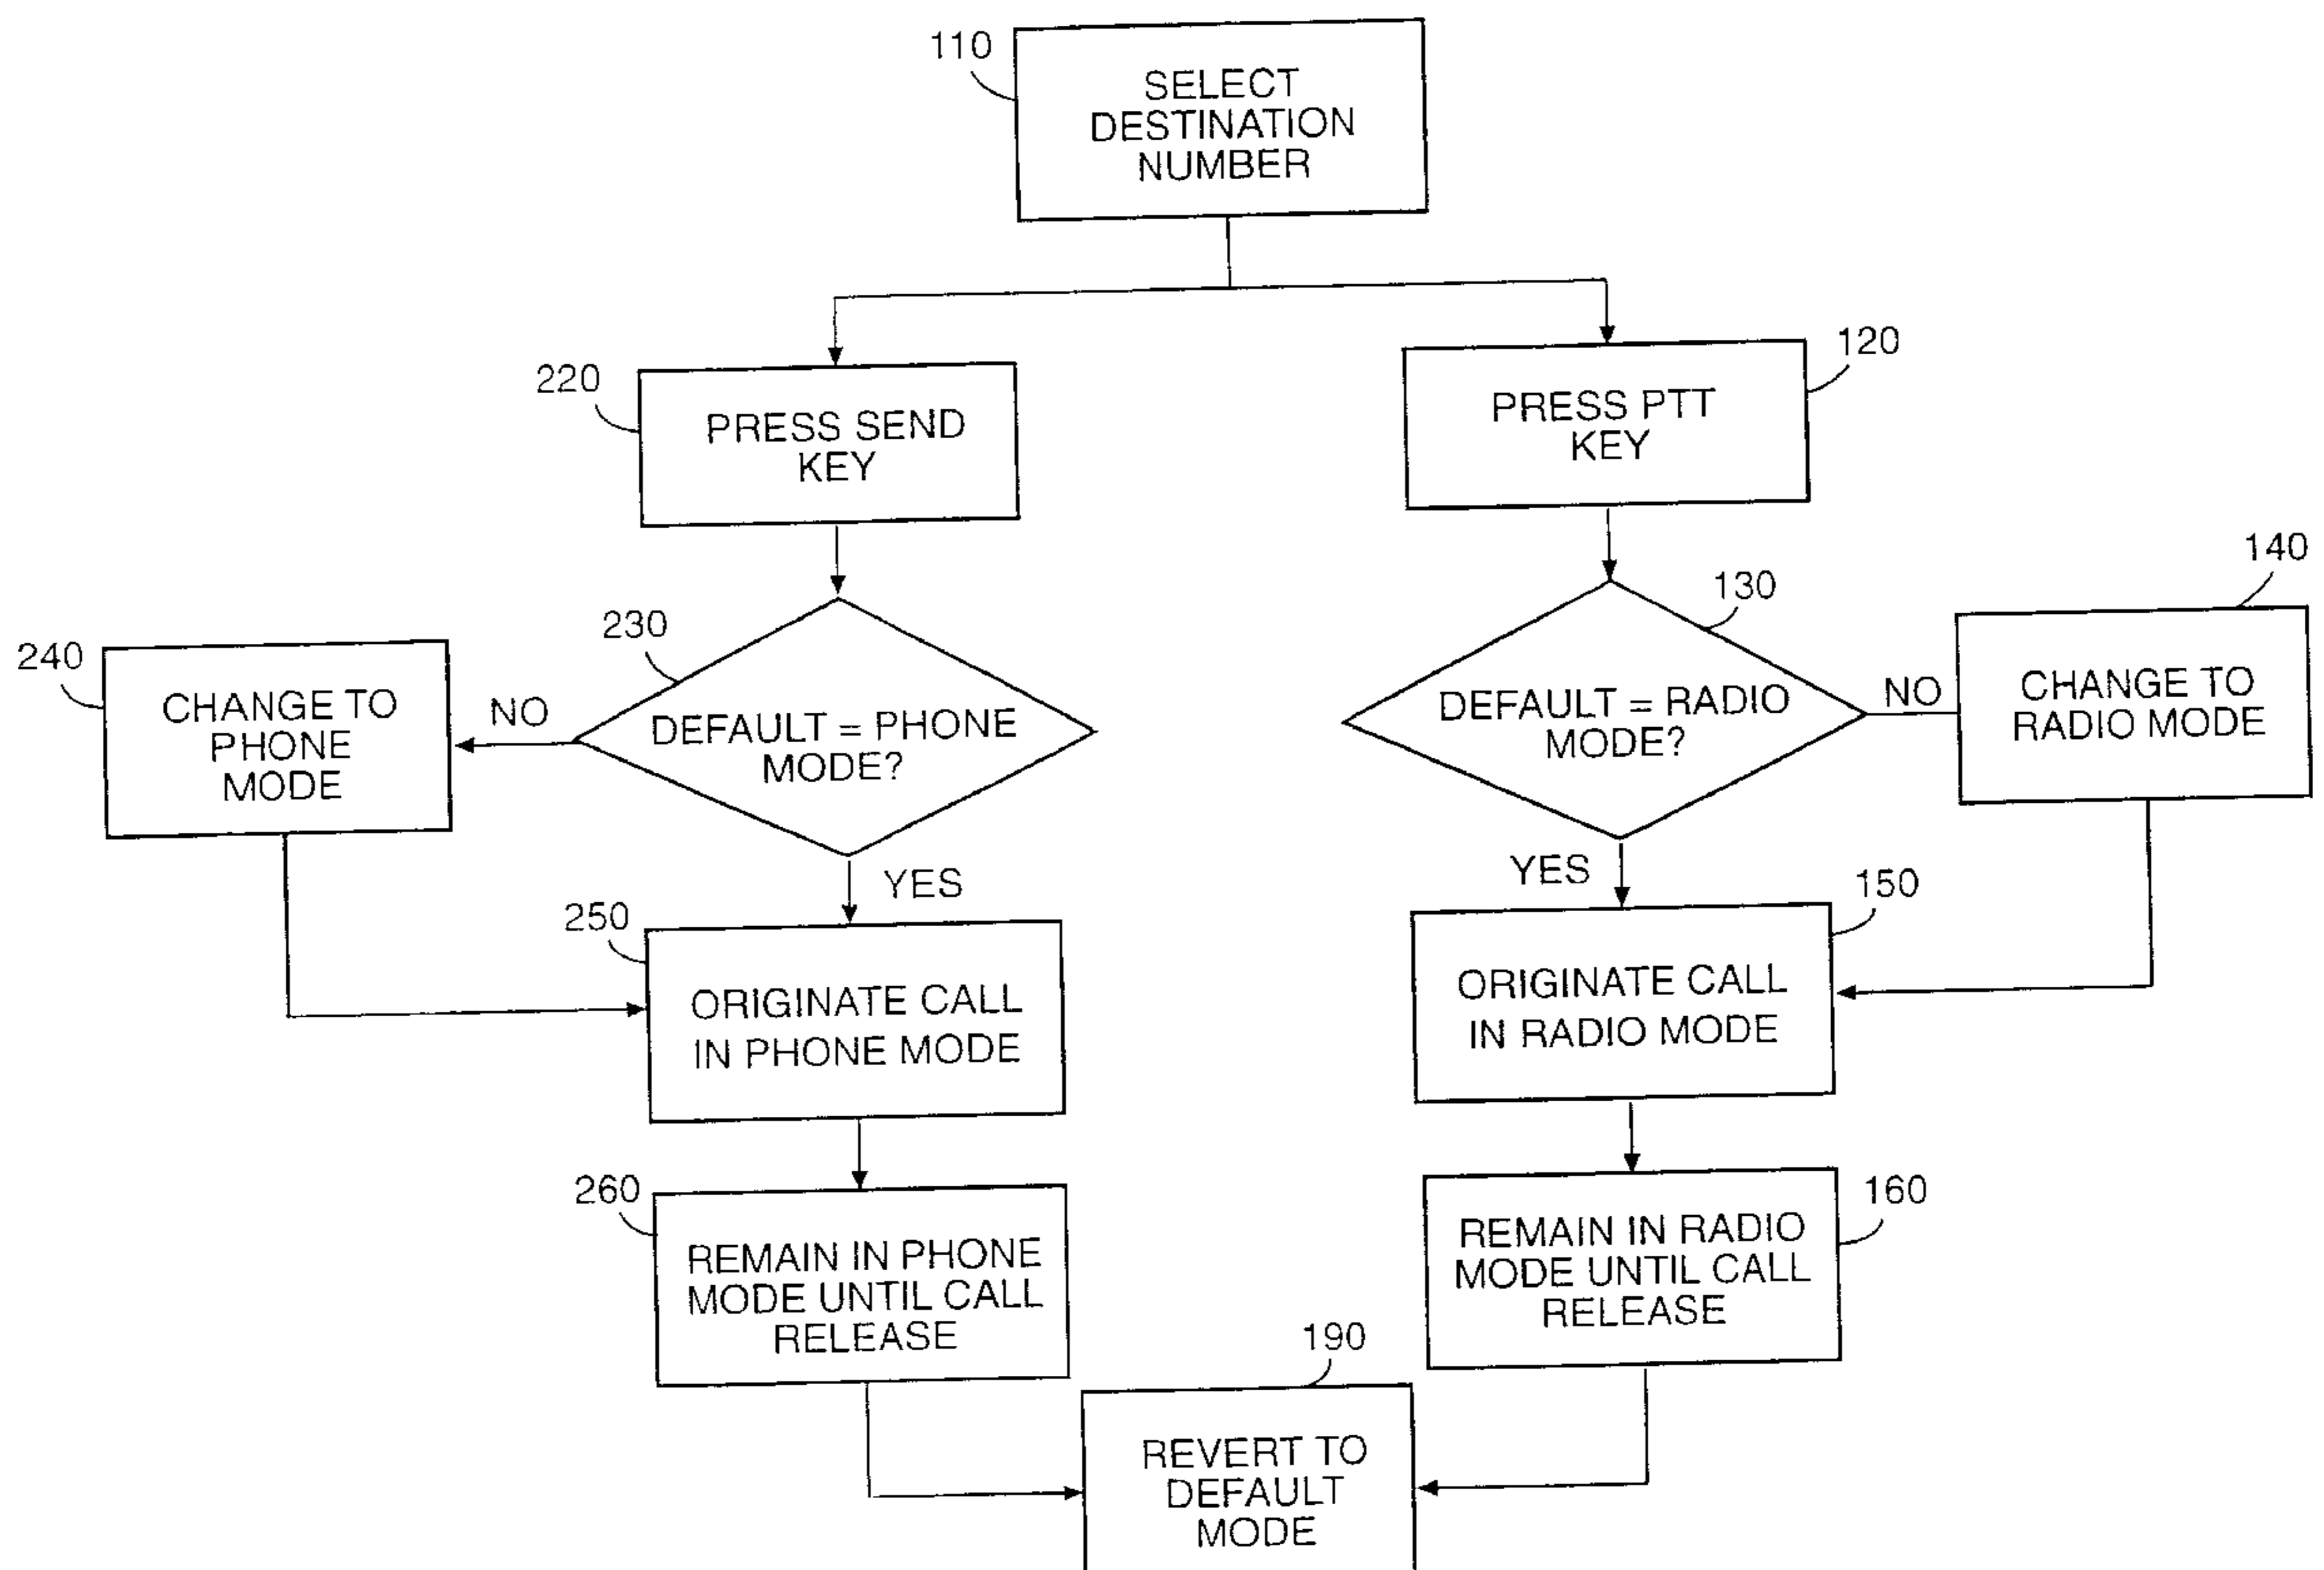 110
SELECT
DESTINATION
NUMBER
220
PRESS SEND
KEY
120
PRESS PTT
KEY
240
CHANGE TO
PHONE
MODE
NO
230
DEFAULT = PHONE
MODE?
YES
130
DEFAULT = RADIO
MODE?
NO
YES
140
CHANGE TO
RADIO MODE
250
ORIGINATE CALL
IN PHONE MODE
150
ORIGINATE CALL
IN RADIO MODE
260
REMAIN IN PHONE
MODE UNTIL CALL
RELEASE
160
REMAIN IN RADIO
MODE UNTIL CALL
RELEASE
190
REVERT TO
DEFAULT
MODE